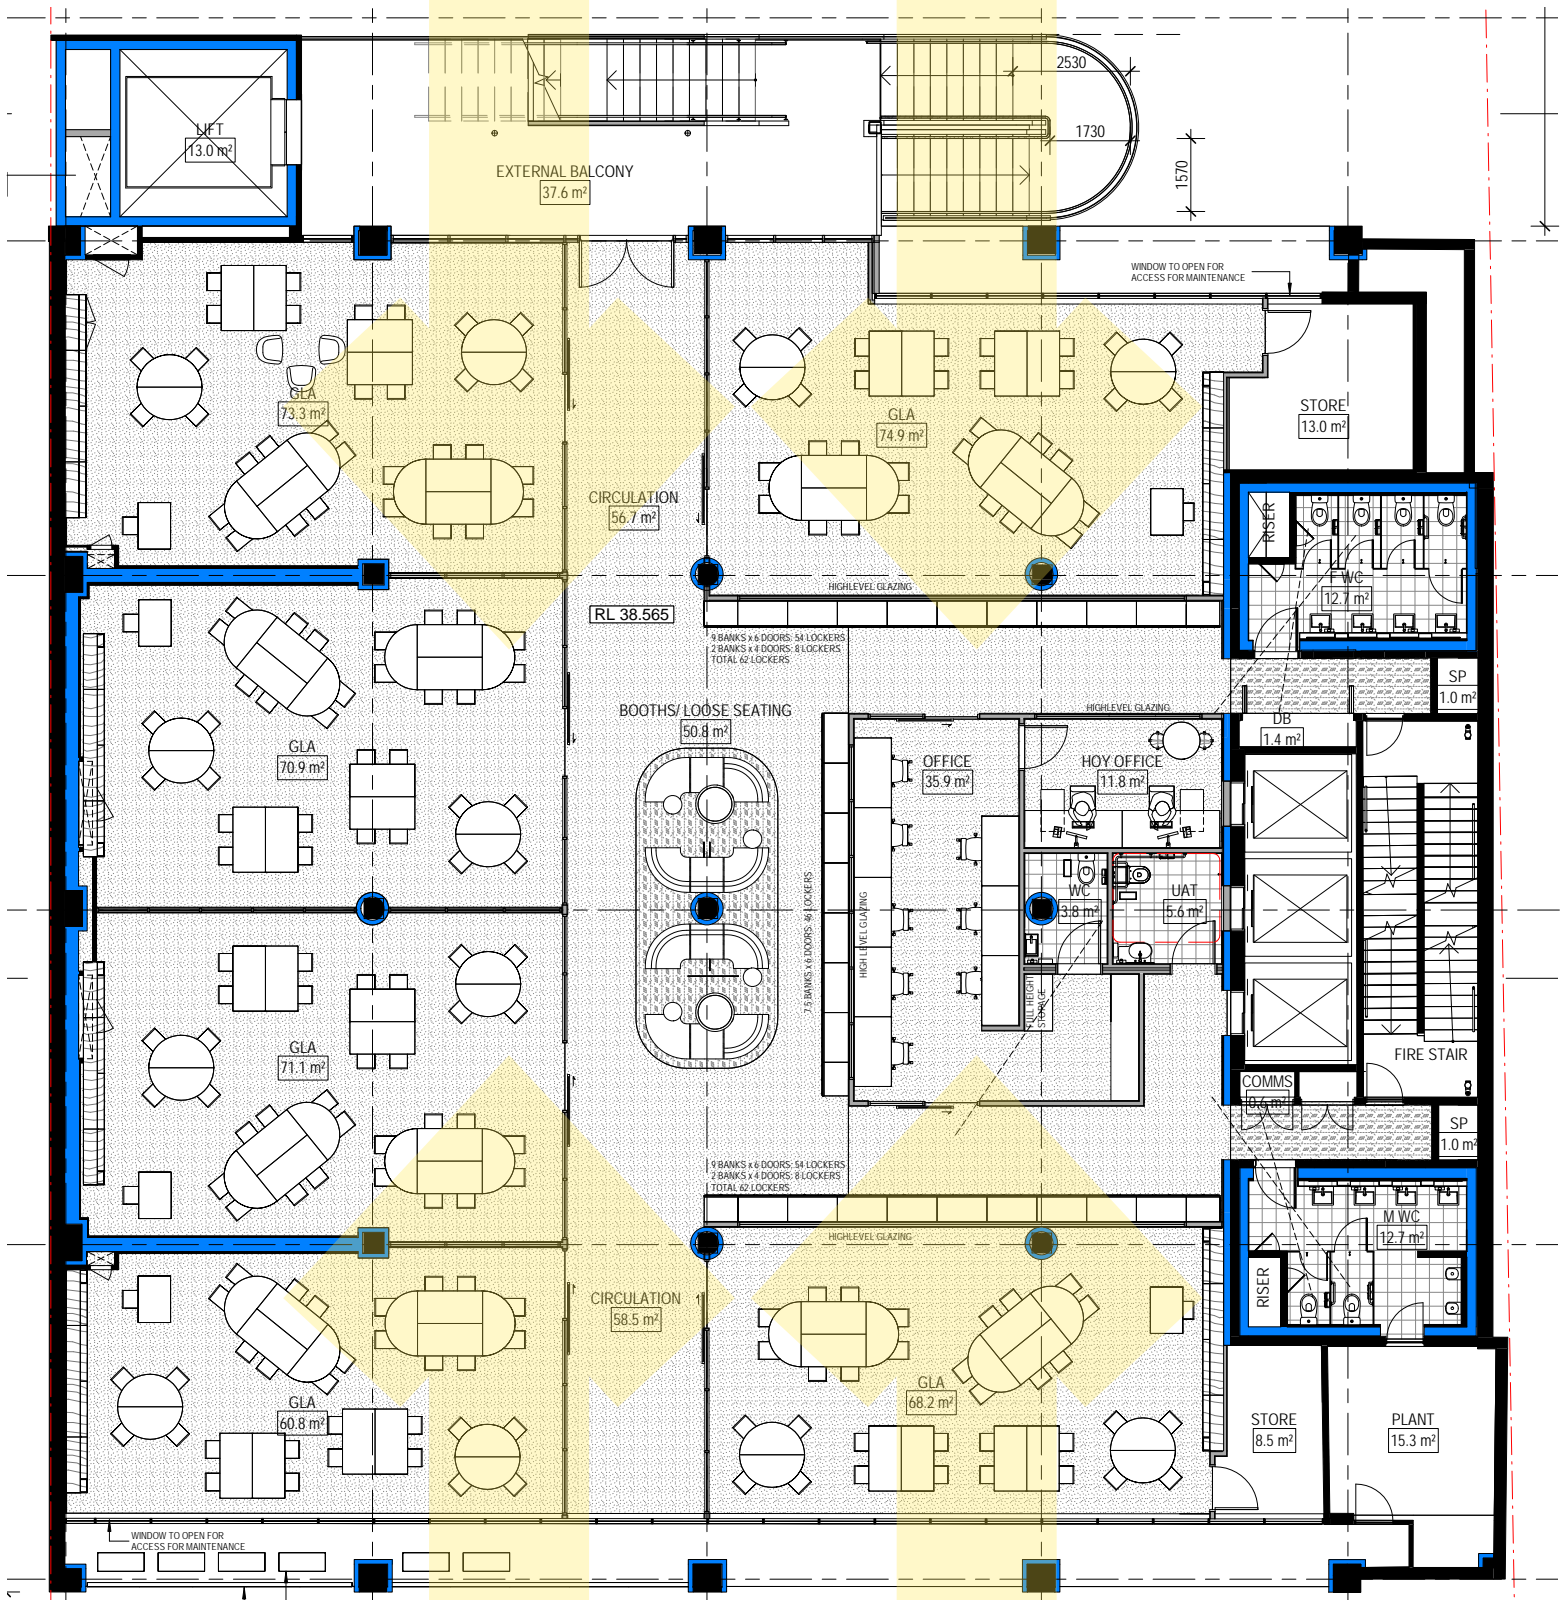 2530
1730
1570
LIFT
13.0 m²
EXTERNAL BALCONY
37.6 m²
WINDOW TO OPEN FOR
ACCESS FOR MAINTENANCE
GLA
73.3 m²
GLA
74.9 m²
STORE
13.0 m²
CIRCULATION
56.7 m²
RISER
F WC
12.7 m²
HIGHLEVEL GLAZING
RL 38.565
9 BANKS x 6 DOORS: 54 LOCKERS
2 BANKS x 4 DOORS: 8 LOCKERS
TOTAL 62 LOCKERS
SP
1.0 m²
BOOTHS/ LOOSE SEATING
50.8 m²
HIGHLEVEL GLAZING
DB
1.4 m²
GLA
70.9 m²
OFFICE
35.9 m²
HOY OFFICE
11.8 m²
WC
3.8 m²
UAT
5.6 m²
7.5 BANKS x 6 DOORS: 46 LOCKERS
HIGH LEVEL GLAZING
FULL HEIGHT
STORAGE
GLA
71.1 m²
FIRE STAIR
COMMS
0.6 m²
SP
1.0 m²
9 BANKS x 6 DOORS: 54 LOCKERS
2 BANKS x 4 DOORS: 8 LOCKERS
TOTAL 62 LOCKERS
HIGHLEVEL GLAZING
M WC
12.7 m²
RISER
CIRCULATION
58.5 m²
GLA
60.8 m²
GLA
68.2 m²
STORE
8.5 m²
PLANT
15.3 m²
WINDOW TO OPEN FOR
ACCESS FOR MAINTENANCE